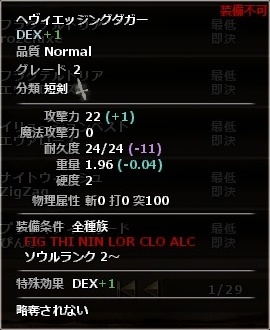 装備不可
ヘヴィエッジングダガー
DEX+1
品質 Normal
グレード 2
分類 短剣
攻撃力 22 (+1)
魔法攻撃力 0
耐久度 24/24 (-11)
重量 1.96 (-0.04)
硬度 2
物理属性 斬0 打0 突100
装備条件 全種族
FIG THI NIN LOR CLO ALC
ソウルランク 2～
特殊効果 DEX+1
1/29
略奪されない